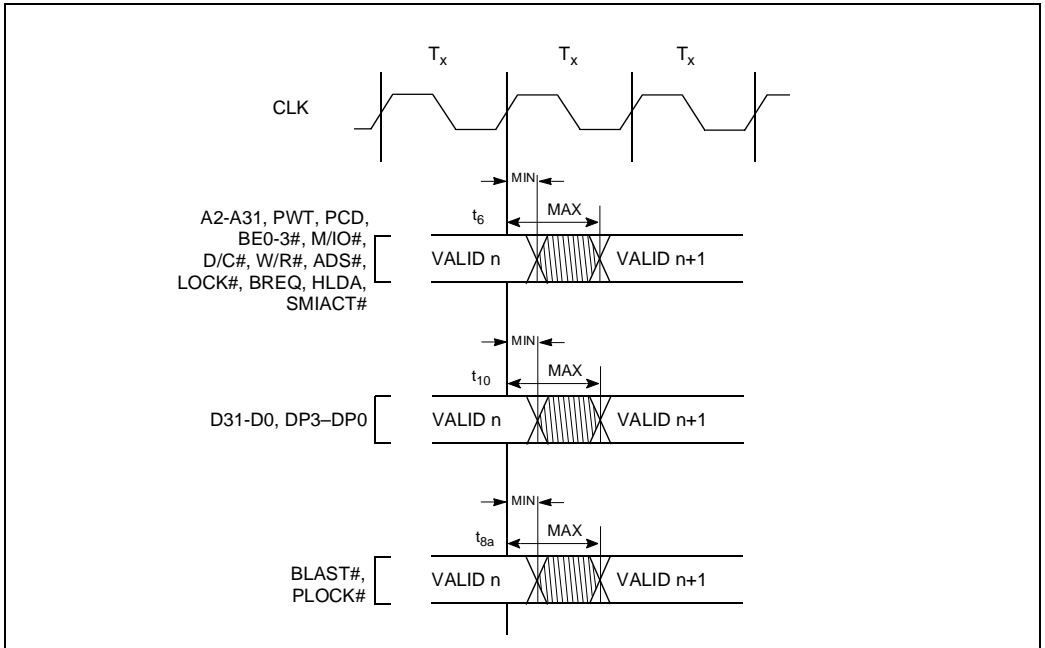 Tx Tx Tx
CLK
MIN
t6 MAX
A2-A31, PWT, PCD,
BE0-3#, M/IO#,
D/C#, W/R#, ADS#,
LOCK#, BREQ, HLDA,
SMIACT#
VALID n VALID n+1
MIN
t10 MAX
D31-D0, DP3–DP0
VALID n VALID n+1
MIN
t8a MAX
BLAST#,
PLOCK#
VALID n VALID n+1